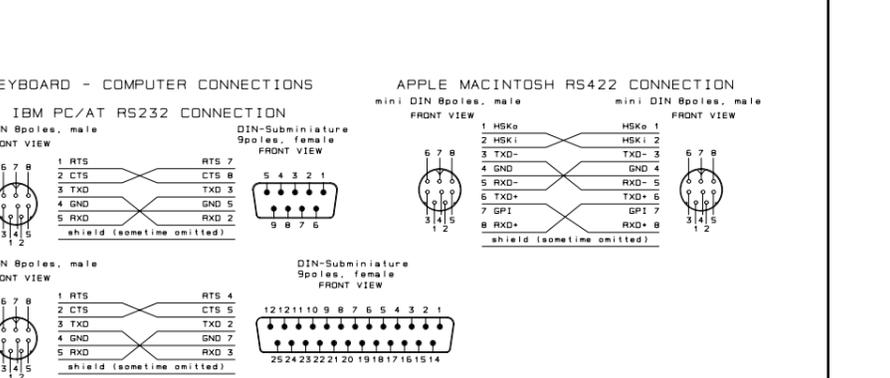 EYBOARD - COMPUTER CONNECTIONS
IBM PC/AT RS232 CONNECTION
N 8poles, male
ONT VIEW
DIN-Subminiature
9poles, female
FRONT VIEW
6 7 8
3 4 5
1 2
1 RTS RTS 7
2 CTS CTS 8
3 TXD TXD 3
4 GND GND 5
5 RXD RXD 2
shield (sometime omitted)
5 4 3 2 1
9 8 7 6
N 8poles, male
ONT VIEW
DIN-Subminiature
9poles, female
FRONT VIEW
6 7 8
3 4 5
1 2
1 RTS RTS 4
2 CTS CTS 5
3 TXD TXD 2
4 GND GND 7
5 RXD RXD 3
shield (sometime omitted)
12 12 11 10 9 8 7 6 5 4 3 2 1
25 24 23 22 21 20 19 18 17 16 15 14
APPLE MACINTOSH RS422 CONNECTION
mini DIN 8poles, male
FRONT VIEW
mini DIN 8poles, male
FRONT VIEW
6 7 8
3 4 5
1 2
1 HSKo HSKo 1
2 HSKi HSKi 2
3 TXD- TXD- 3
4 GND GND 4
5 RXD- RXD- 5
6 TXD+ TXD+ 6
7 GPI GPI 7
8 RXD+ RXD+ 8
shield (sometime omitted)
6 7 8
3 4 5
1 2